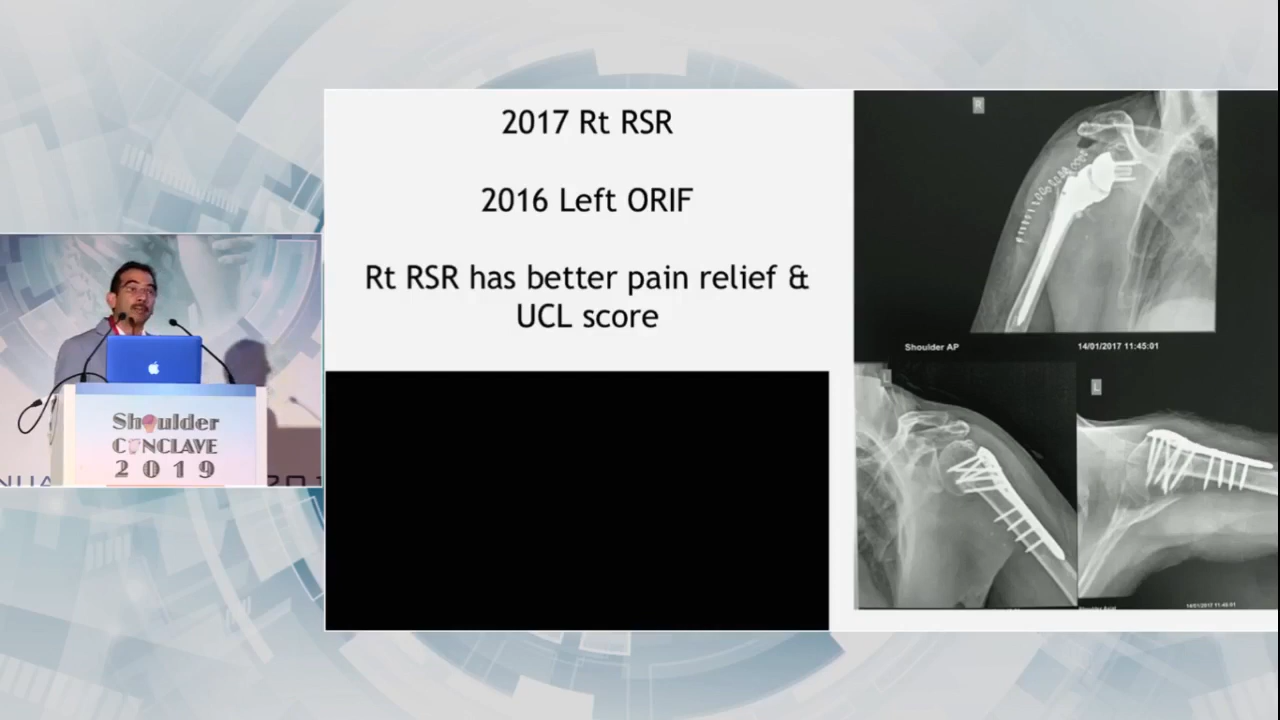 2017 Rt RSR
2016 Left ORIF
Rt RSR has better pain relief &
UCL score
R
Shoulder AP
14/01/2017 11:45:01
L
L
Shoulder
CONCLAVE
2019